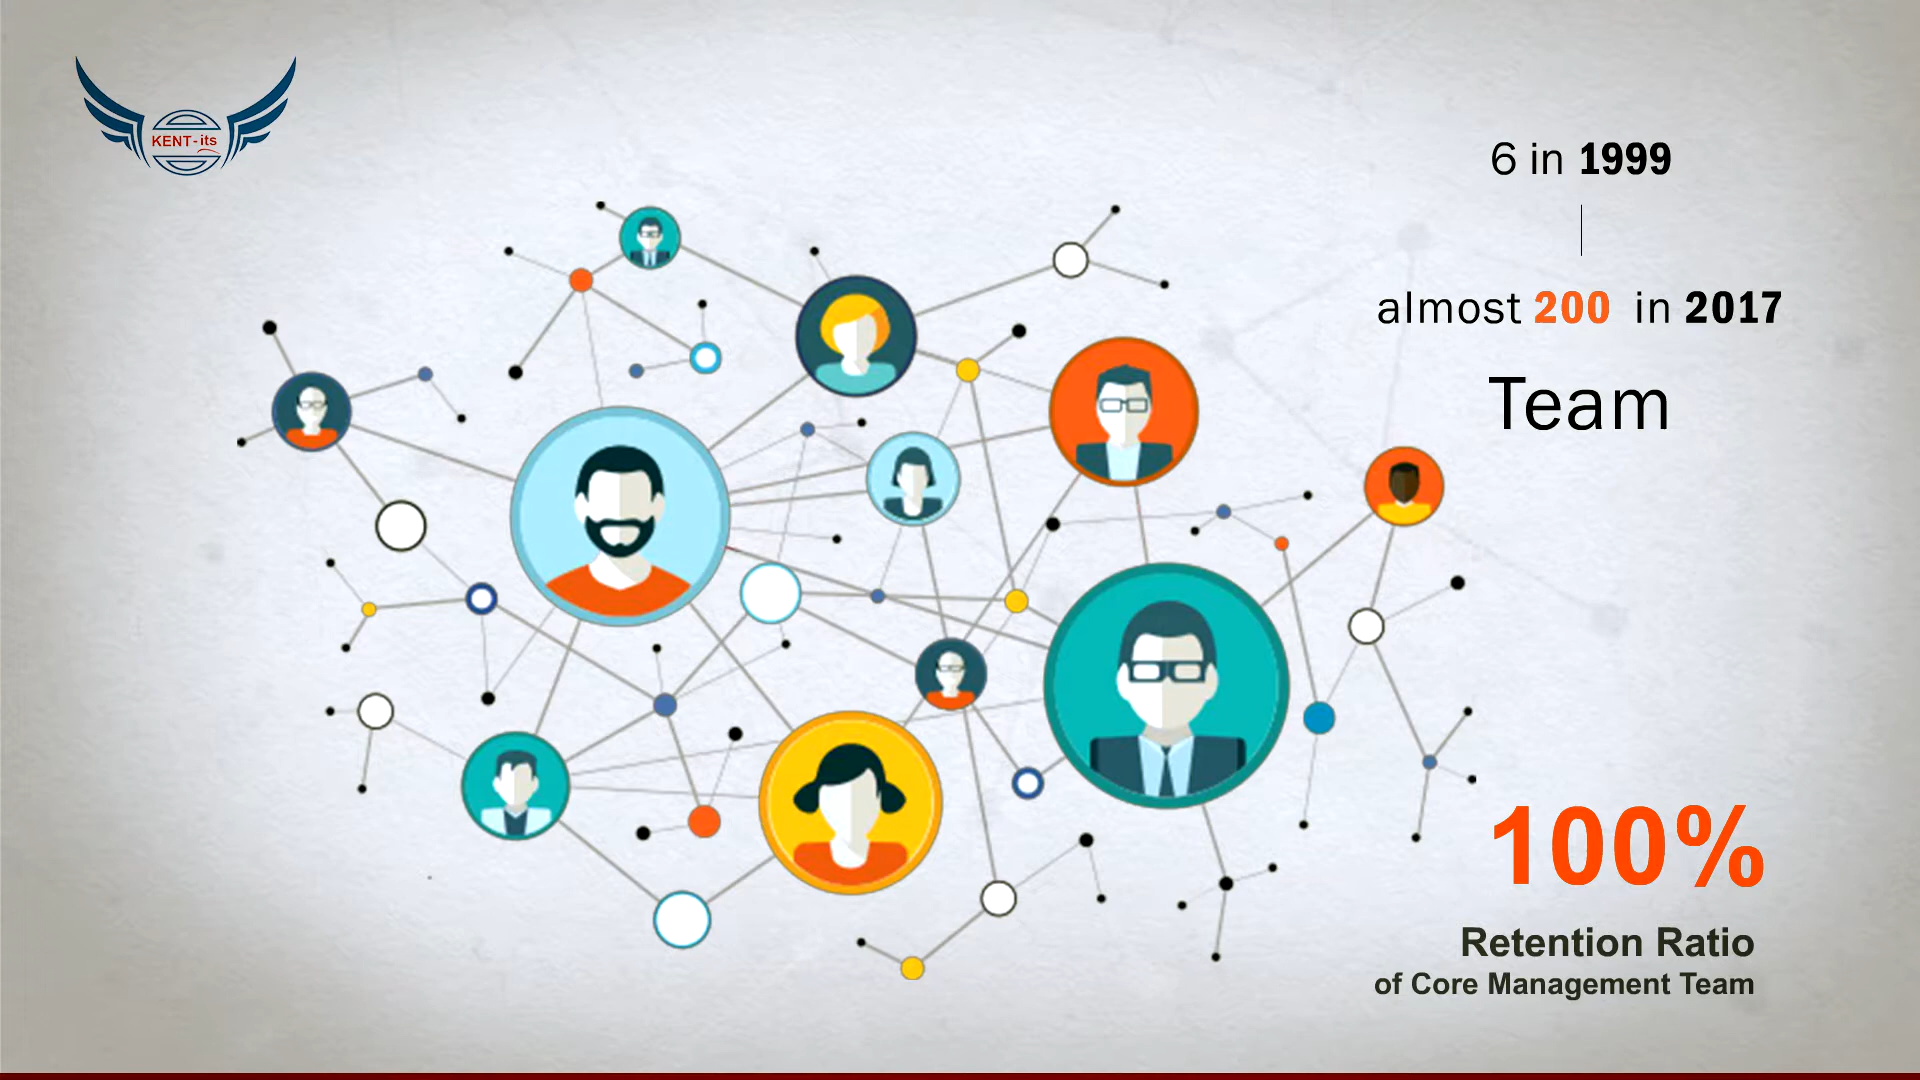 KENT-its
6 in 1999
almost 200 in 2017
Team
100%
Retention Ratio
of Core Management Team